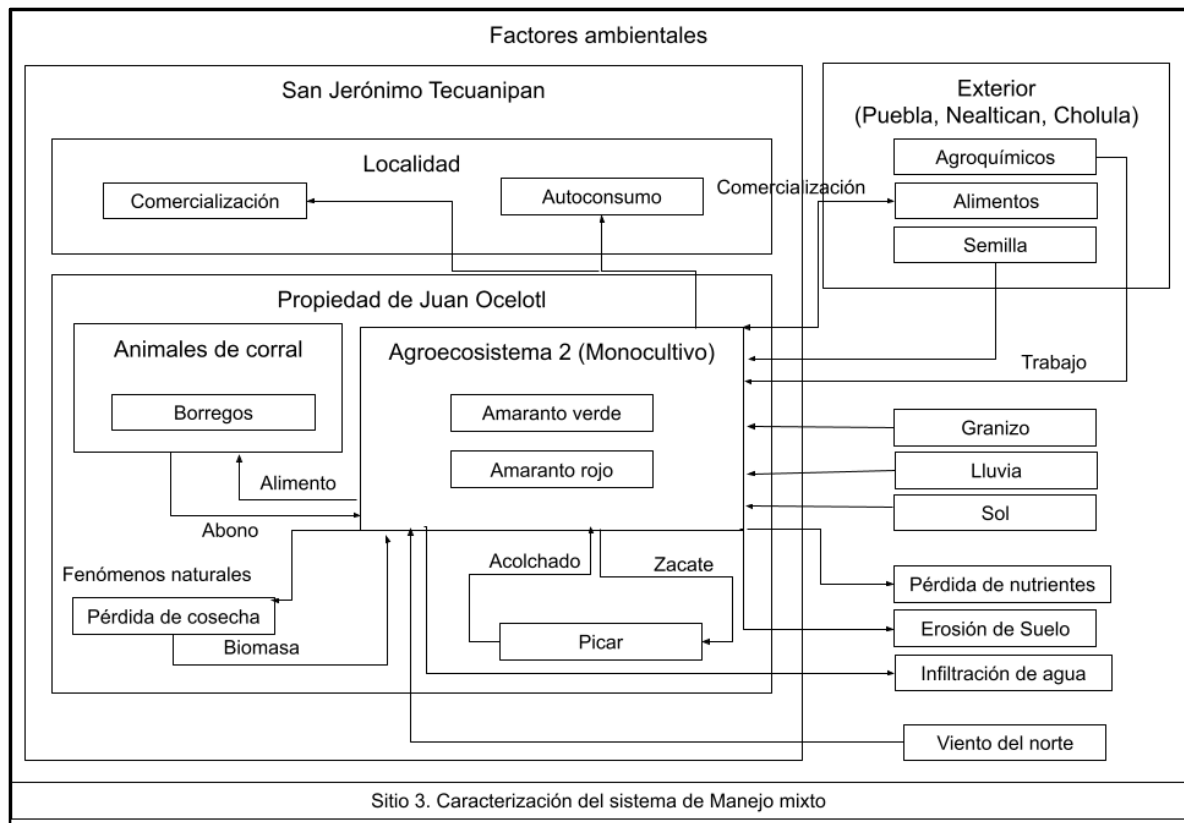 Factores ambientales
San Jerónimo Tecuanipan
Exterior
(Puebla, Nealtican, Cholula)
Localidad
Comercialización
Autoconsumo
Comercialización
Agroquímicos
Alimentos
Semilla
Propiedad de Juan Ocelotl
Animales de corral
Borregos
Agroecosistema 2 (Monocultivo)
Amaranto verde
Amaranto rojo
Trabajo
Granizo
Lluvia
Sol
Alimento
Abono
Fenómenos naturales
Pérdida de cosecha
Biomasa
Acolchado
Zacate
Picar
Pérdida de nutrientes
Erosión de Suelo
Infiltración de agua
Viento del norte
Sitio 3. Caracterización del sistema de Manejo mixto